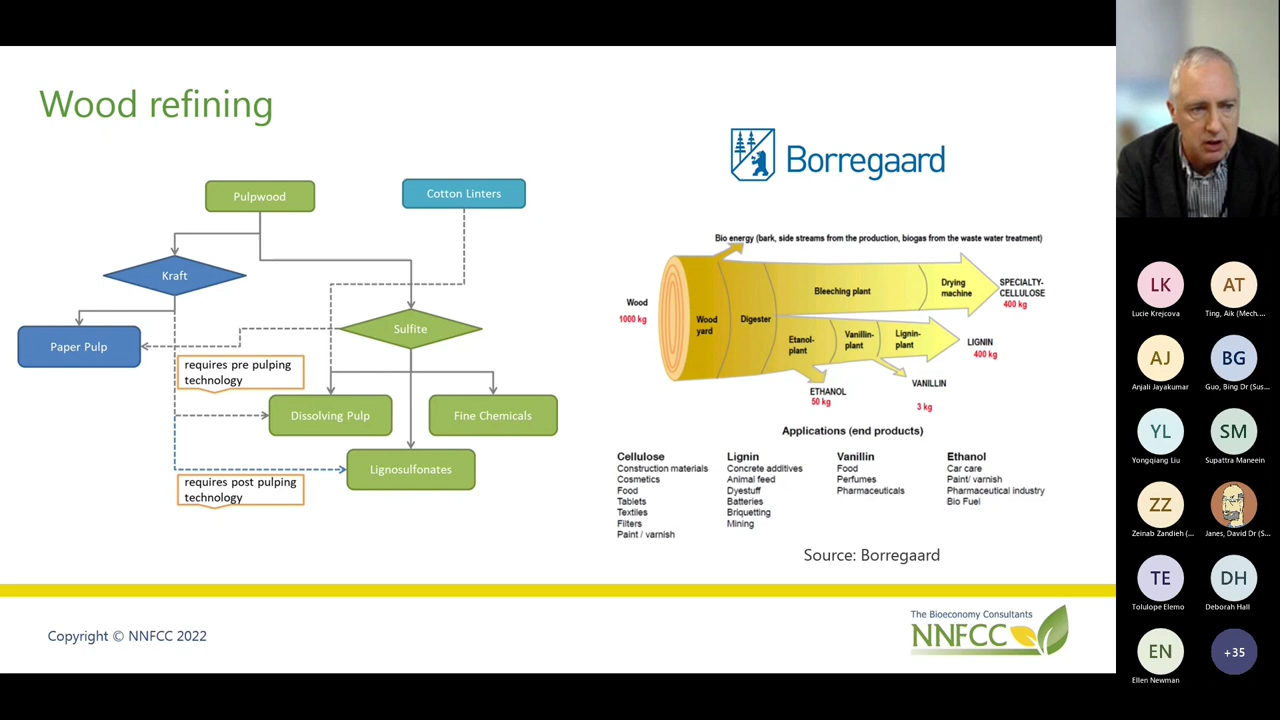 Wood refining
Pulpwood
Cotton Linters
Kraft
Sulfite
Paper Pulp
requires pre pulping
technology
Dissolving Pulp
Fine Chemicals
Lignosulfonates
requires post pulping
technology
Borregaard
Bio energy (bark, side streams from the production, biogas from the waste water treatment)
Wood
1000 kg
Wood
yard
Digester
Bleeching plant
Drying
machine
SPECIALTY-
CELLULOSE
400 kg
Etanol-
plant
Vanillin-
plant
Lignin-
plant
LIGNIN
400 kg
ETHANOL
50 kg
VANILLIN
3 kg
Applications (end products)
Cellulose
Construction materials
Cosmetics
Food
Tablets
Textiles
Filters
Paint / varnish
Lignin
Concrete additives
Animal feed
Dyestuff
Batteries
Briquetting
Mining
Vanillin
Food
Perfumes
Pharmaceuticals
Ethanol
Car care
Paint/ varnish
Pharmaceutical industry
Bio Fuel
Source: Borregaard
Copyright © NNFCC 2022
The Bioeconomy Consultants
NNFCC
LK
Lucie Krejcova
AT
Ting, Aik (Mech....
AJ
Anjali Jayakumar
BG
Guo, Bing Dr (Sus...
YL
Yongqiang Liu
SM
Supattra Maneein
ZZ
Zeinab Zandieh (...
Janes, David Dr (S...
TE
Tolulope Elemo
DH
Deborah Hall
EN
Ellen Newman
+35